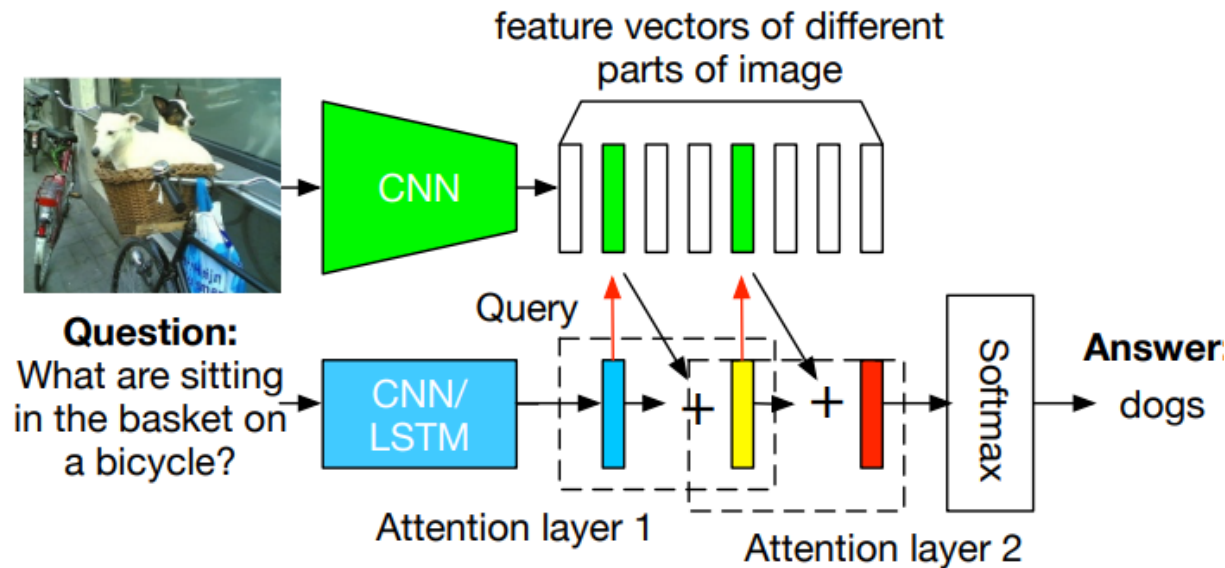 feature vectors of different
parts of image
CNN
Query
Question:
What are sitting
in the basket on
a bicycle?
CNN/
LSTM
+
+
Softmax
Answer:
dogs
Attention layer 1
Attention layer 2